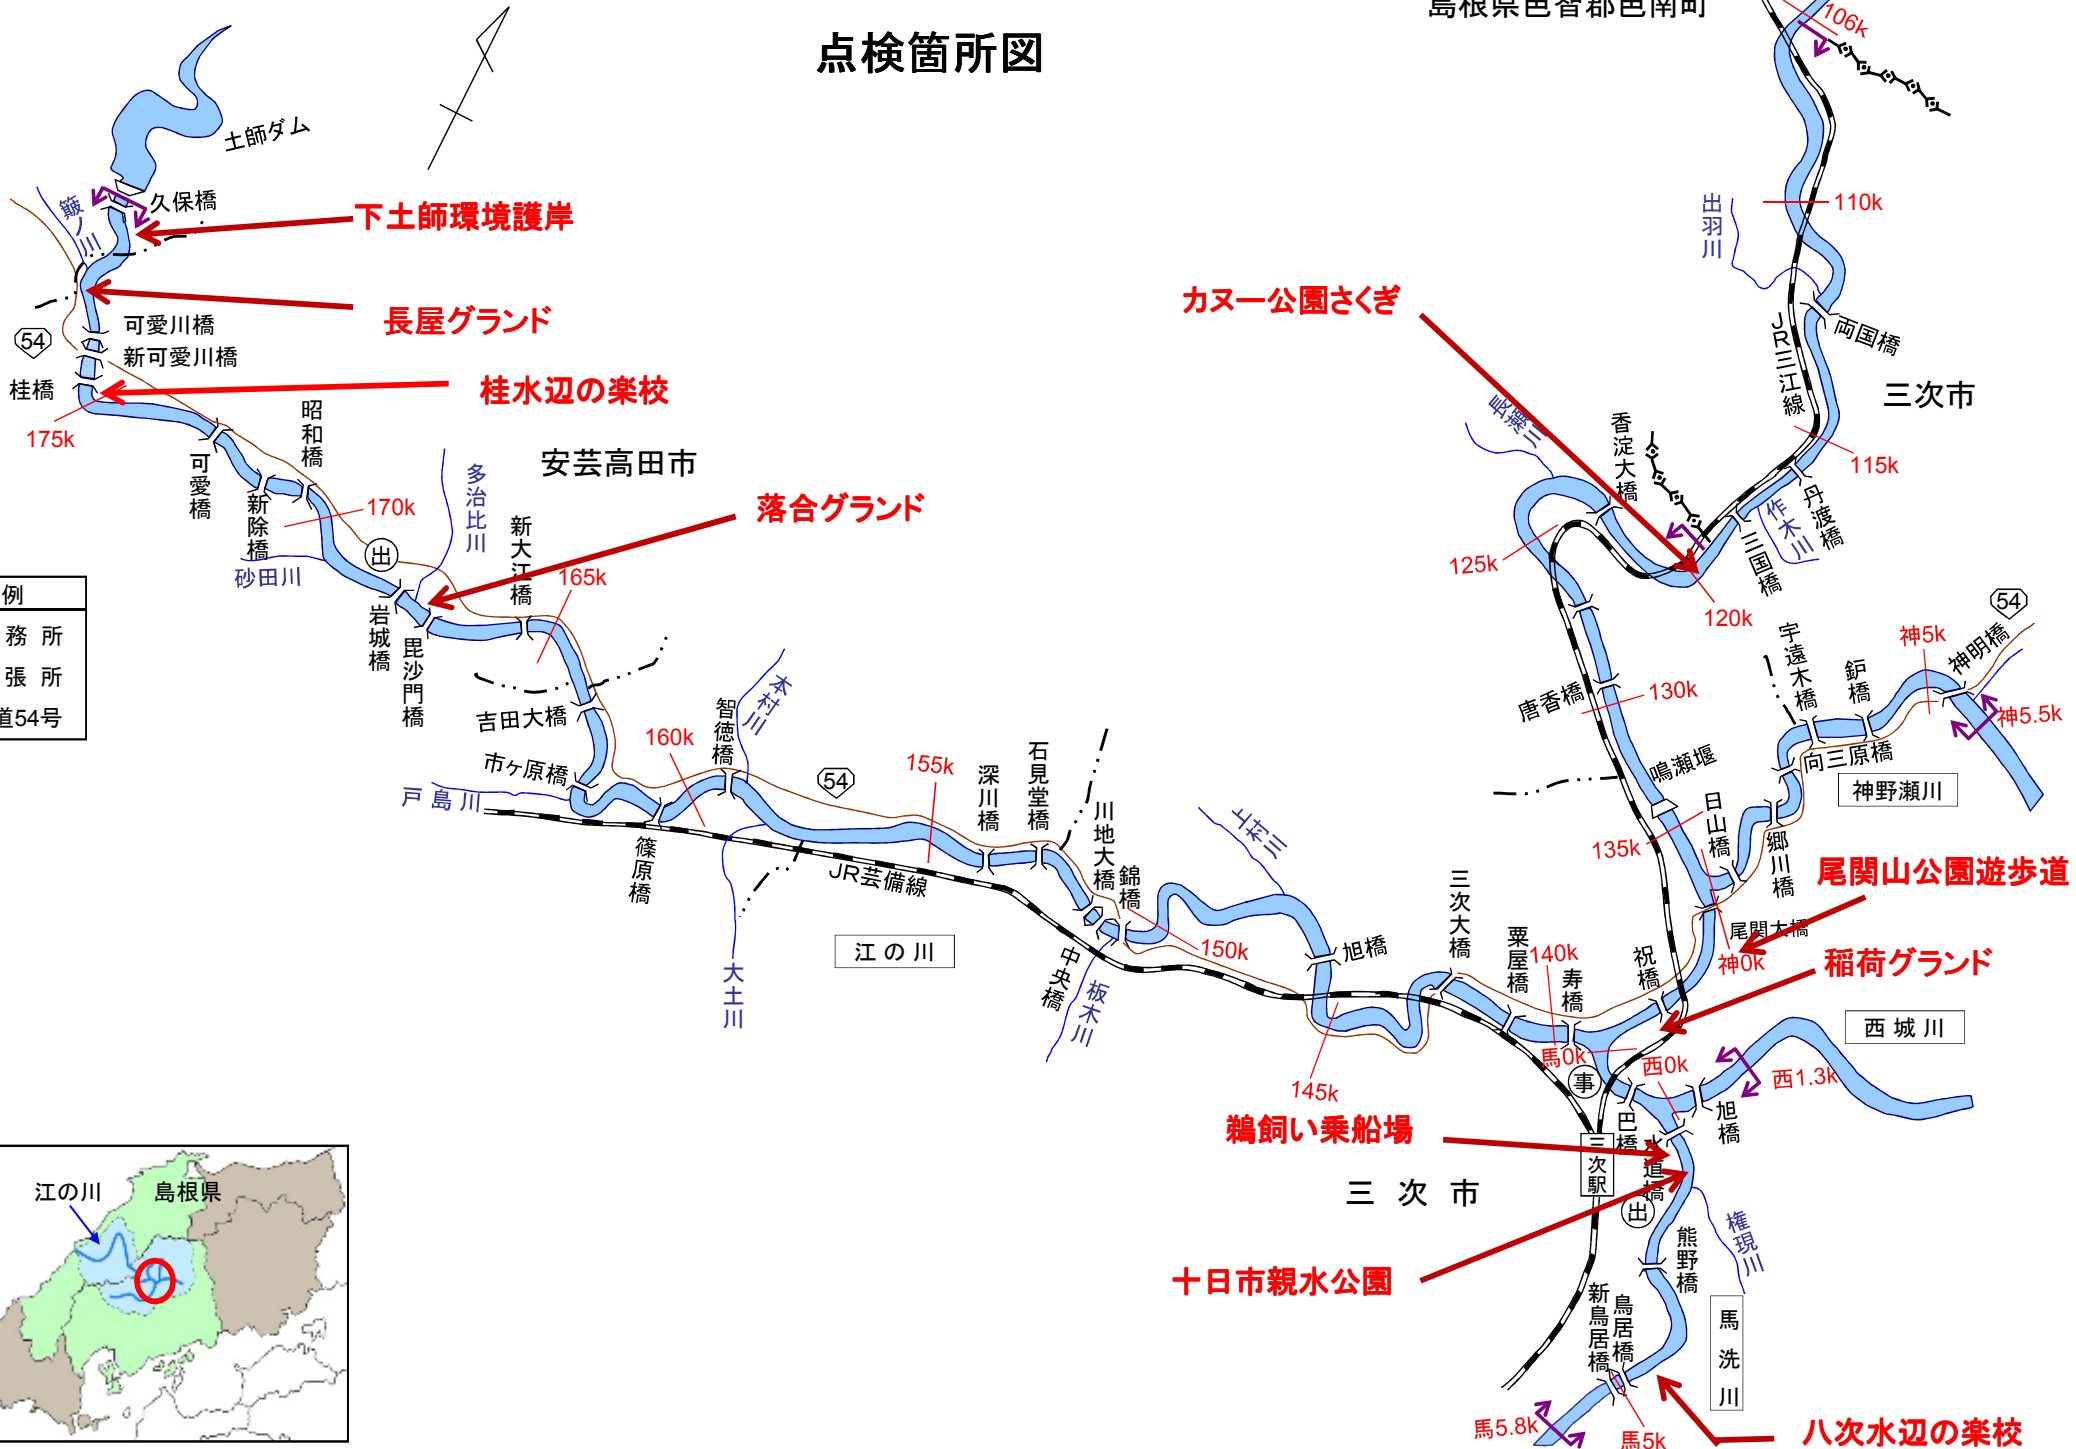 点検箇所図
島根県邑智郡邑南町
106k
土師ダム
久保橋
簸ノ川
下土師環境護岸
長屋グランド
可愛川橋
新可愛川橋
54
桂橋
桂水辺の楽校
175k
昭和橋
可愛橋
新除橋
170k
多治比川
安芸高田市
砂田川
出
岩城橋
毘沙門橋
落合グランド
新大江橋
165k
例
務所
張所
道54号
吉田大橋
市ヶ原橋
戸島川
160k
智徳橋
本村川
篠原橋
54
155k
深川橋
石見堂橋
JR芸備線
大土川
江の川
川地大橋
錦橋
中央橋
板木川
150k
上村川
旭橋
145k
三次大橋
粟屋橋
140k
寿橋
祝橋
110k
出羽川
両国橋
JR三江線
三次市
カヌー公園さくぎ
長瀬川
香淀大橋
115k
丹渡橋
作木川
三国橋
120k
125k
唐香橋
130k
鳴瀬堰
135k
日山橋
宇遠木橋
鈩橋
神5k
神明橋
54
神5.5k
向三原橋
神野瀬川
郷川橋
尾関山公園遊歩道
尾関大橋
神0k
稲荷グランド
西城川
馬0k
事
西0k
西1.3k
巴橋
旭橋
水道橋
鵜飼い乗船場
三次駅
三次市
出
十日市親水公園
権現川
熊野橋
新鳥居橋
鳥居橋
馬洗川
馬5.8k
馬5k
八次水辺の楽校
江の川
島根県